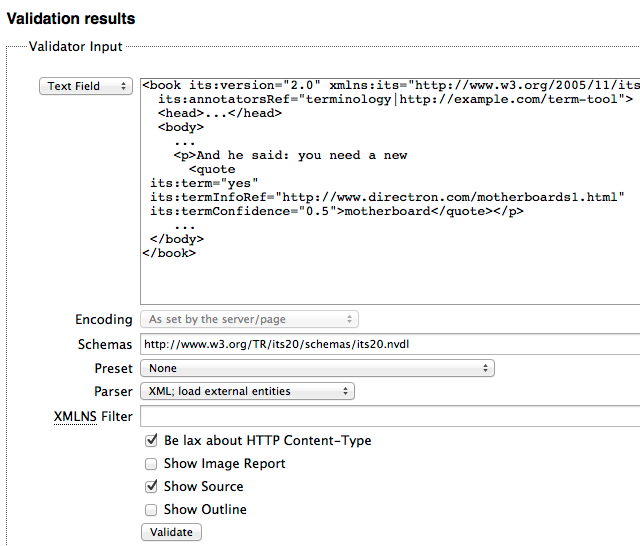 Validation results
Validator Input
Text Field
<book its:version="2.0" xmlns:its="http://www.w3.org/2005/11/its
its:annotatorsRef="terminology|http://example.com/term-tool">
<head>...</head>
<body>
...
<p>And he said: you need a new
<quote
its:term="yes"
its:termInfoRef="http://www.directron.com/motherboards1.html"
its:termConfidence="0.5">motherboard</quote></p>
...
</body>
</book>
Encoding As set by the server/page
Schemas http://www.w3.org/TR/its20/schemas/its20.nvdl
Preset None
Parser XML; load external entities
XMLNS Filter
Be lax about HTTP Content-Type
Show Image Report
Show Source
Show Outline
Validate